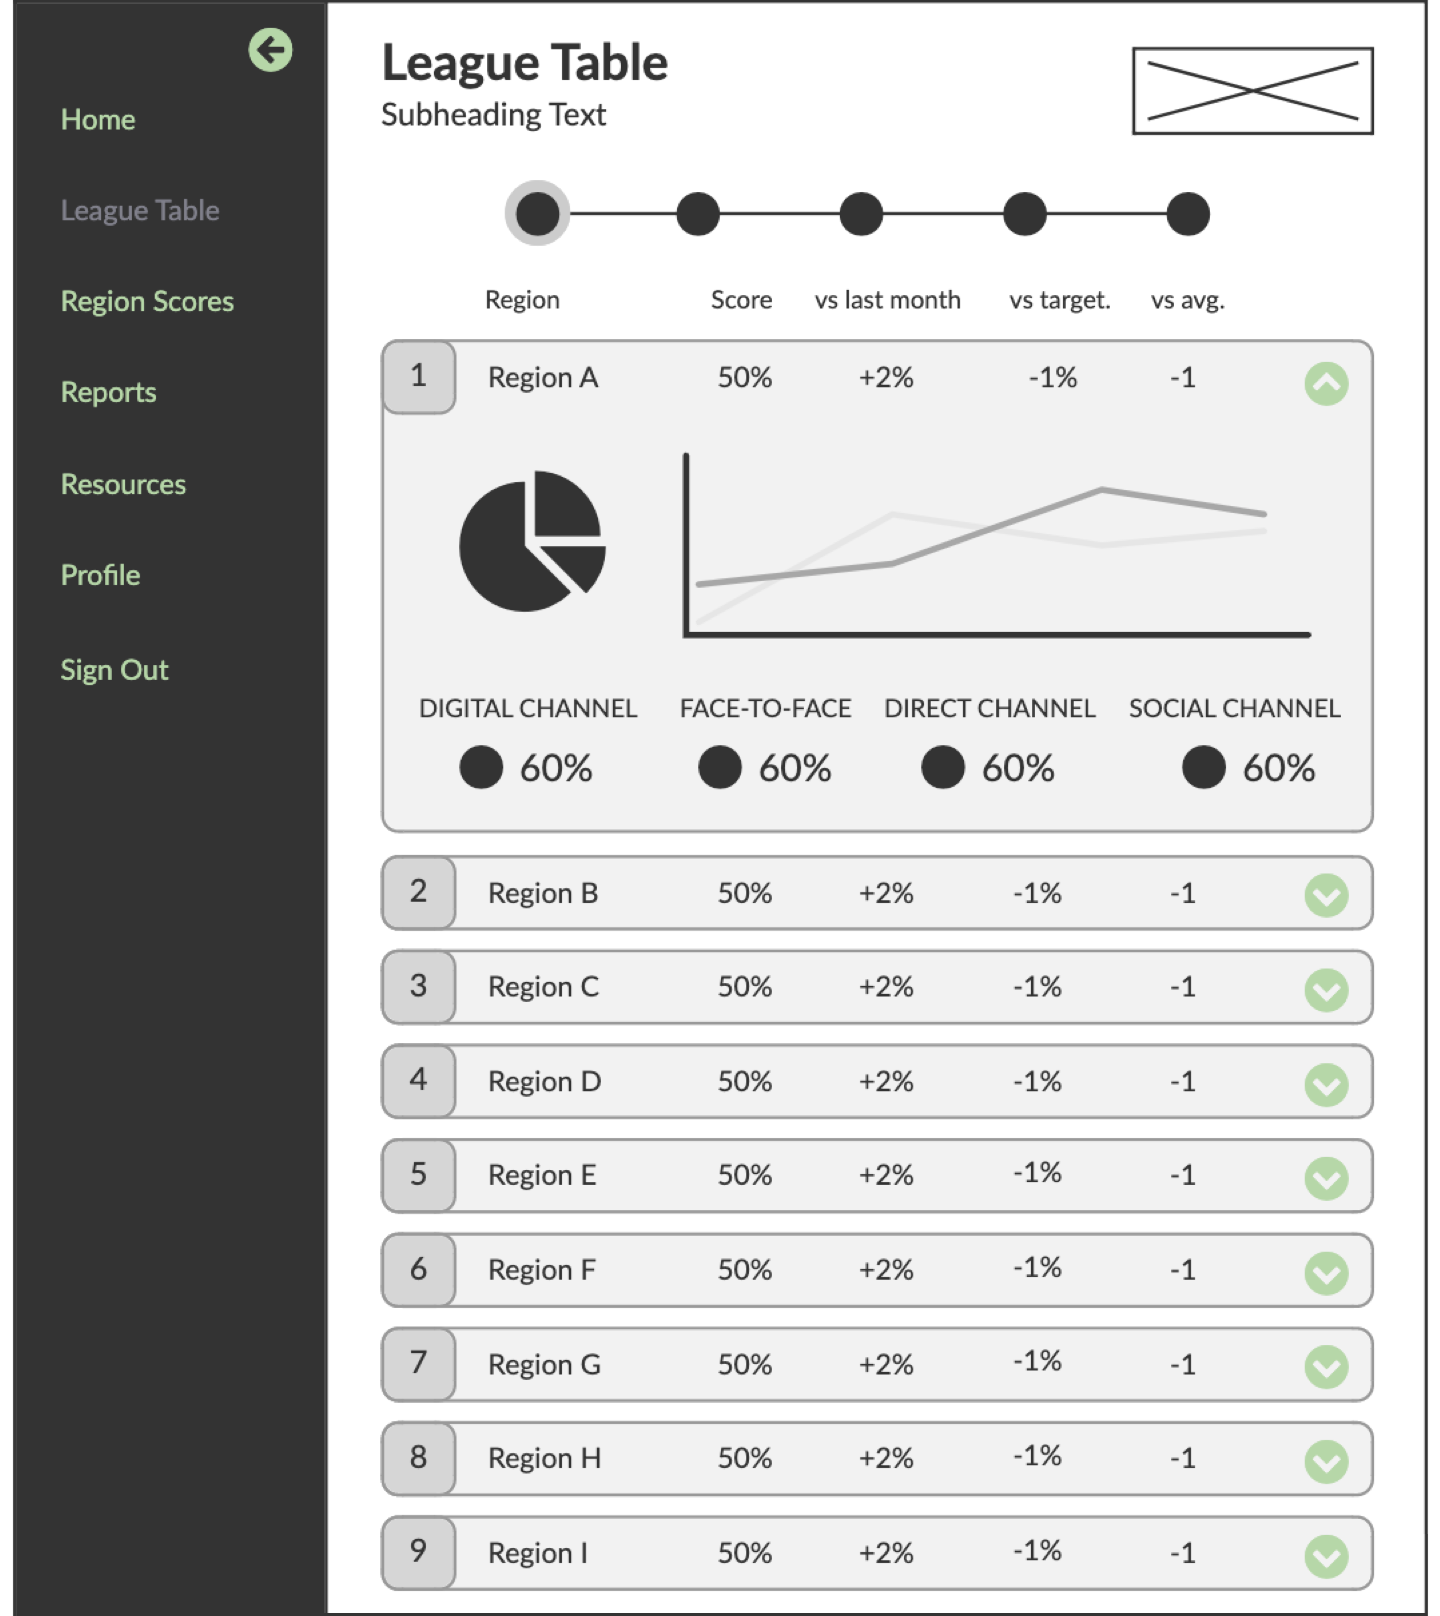 Home
League Table
Region Scores
Reports
Resources
Profile
Sign Out
League Table
Subheading Text
Region Score vs last month vs target. vs avg.
1 Region A 50% +2% -1% -1
DIGITAL CHANNEL FACE-TO-FACE DIRECT CHANNEL SOCIAL CHANNEL
60% 60% 60% 60%
2 Region B 50% +2% -1% -1
3 Region C 50% +2% -1% -1
4 Region D 50% +2% -1% -1
5 Region E 50% +2% -1% -1
6 Region F 50% +2% -1% -1
7 Region G 50% +2% -1% -1
8 Region H 50% +2% -1% -1
9 Region I 50% +2% -1% -1